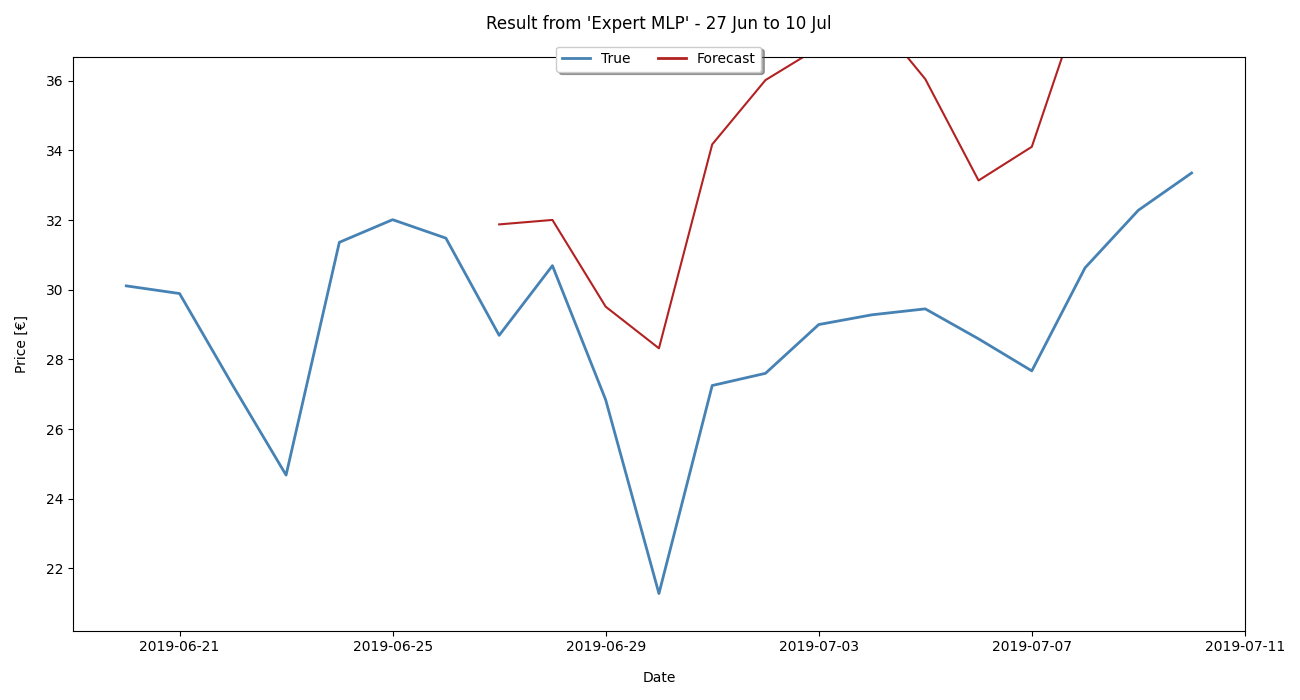 Result from 'Expert MLP' - 27 Jun to 10 Jul
True Forecast
36
34
32
30
28
26
24
22
Price [€]
2019-06-21 2019-06-25 2019-06-29 2019-07-03 2019-07-07 2019-07-11
Date